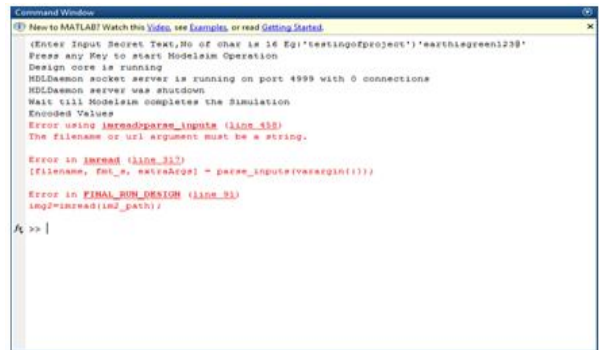 Command Window
New to MATLAB? Watch this Video, see Examples, or read Getting Started.
(Enter Input Secret Text,No of char is 16 Eg:'testingofproject')'earthisgreen123@'
Press any Key to start Modelsim Operation
Design core is running
HDLDaemon socket server is running on port 4999 with 0 connections
HDLDaemon server was shutdown
Wait till Modelsim completes the Simulation
Encoded Values
Error using imread>parse_inputs (line 450)
The filename or url argument must be a string.
Error in imread (line 317)
[filename, fmt_s, extraArgs] = parse_inputs(varargin{:});
Error in FINAL_RUN_DESIGN (line 91)
img2=imread(im2_path);
fx >>